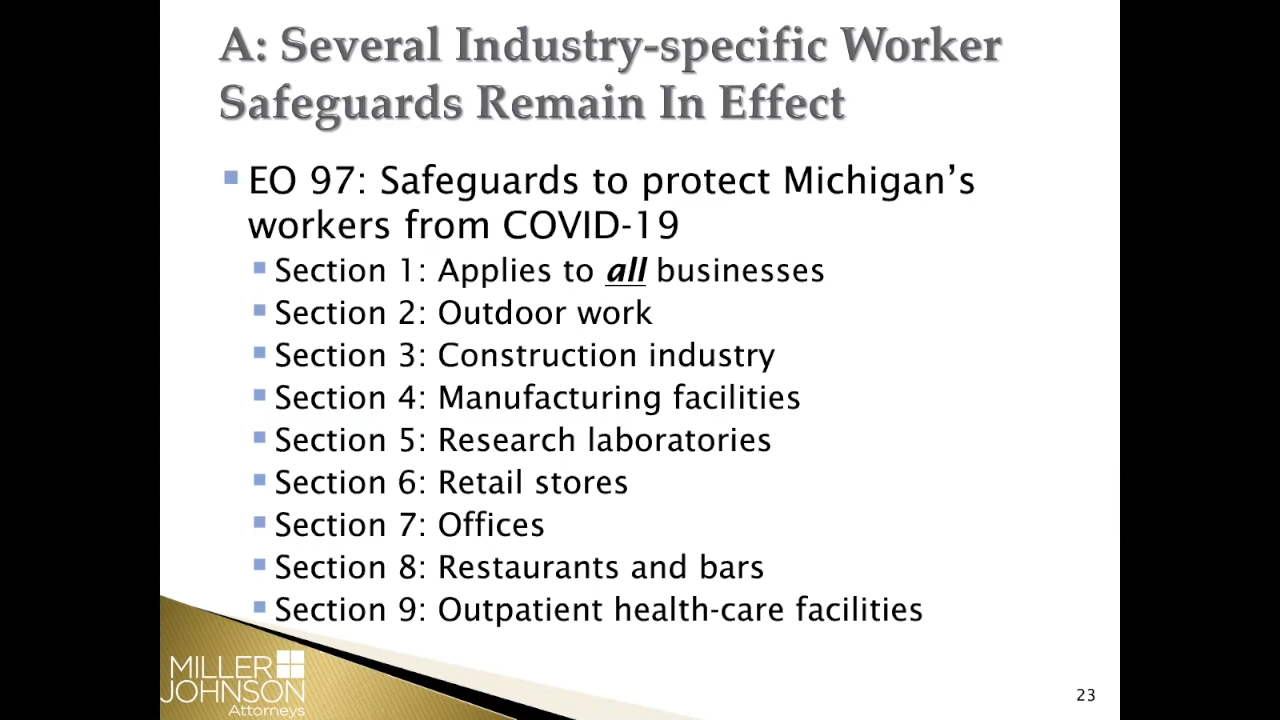 A: Several Industry-specific Worker
Safeguards Remain In Effect
EO 97: Safeguards to protect Michigan’s
workers from COVID-19
Section 1: Applies to all businesses
Section 2: Outdoor work
Section 3: Construction industry
Section 4: Manufacturing facilities
Section 5: Research laboratories
Section 6: Retail stores
Section 7: Offices
Section 8: Restaurants and bars
Section 9: Outpatient health-care facilities
MILLER
JOHNSON
Attorneys
23